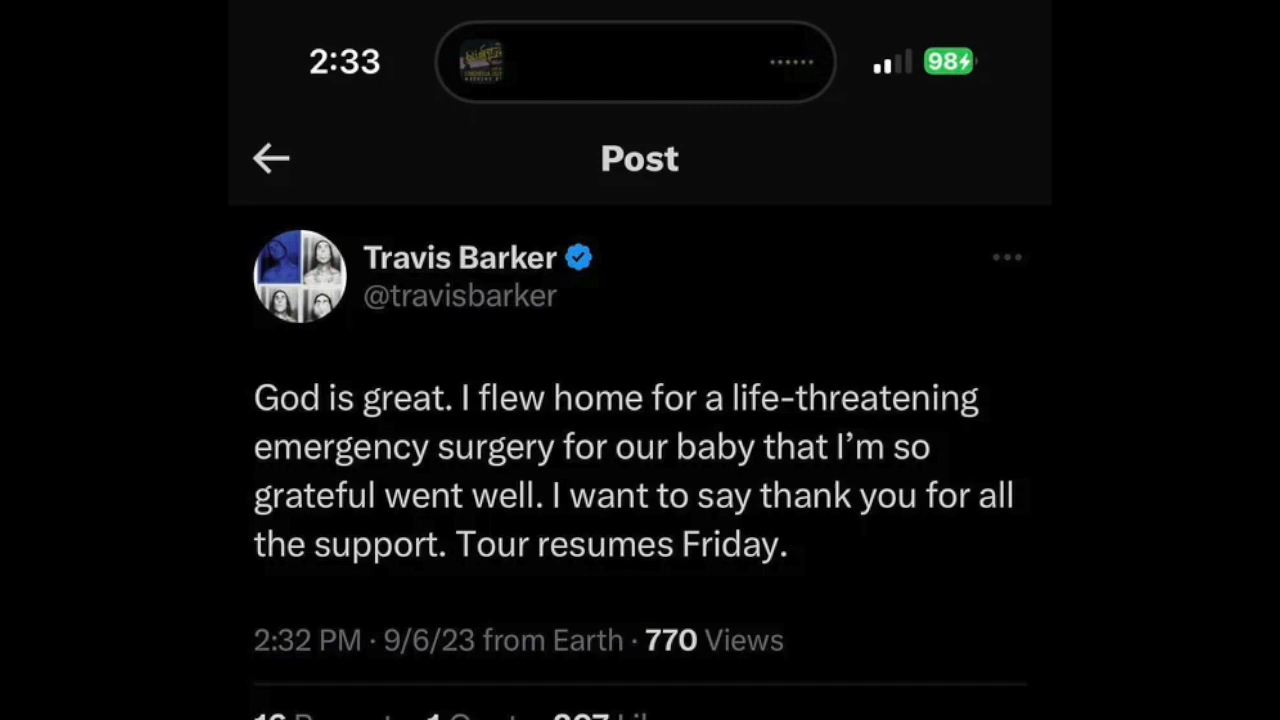 2:33
98
Post
Travis Barker
@travisbarker
God is great. I flew home for a life-threatening
emergency surgery for our baby that I’m so
grateful went well. I want to say thank you for all
the support. Tour resumes Friday.
2:32 PM · 9/6/23 from Earth · 770 Views